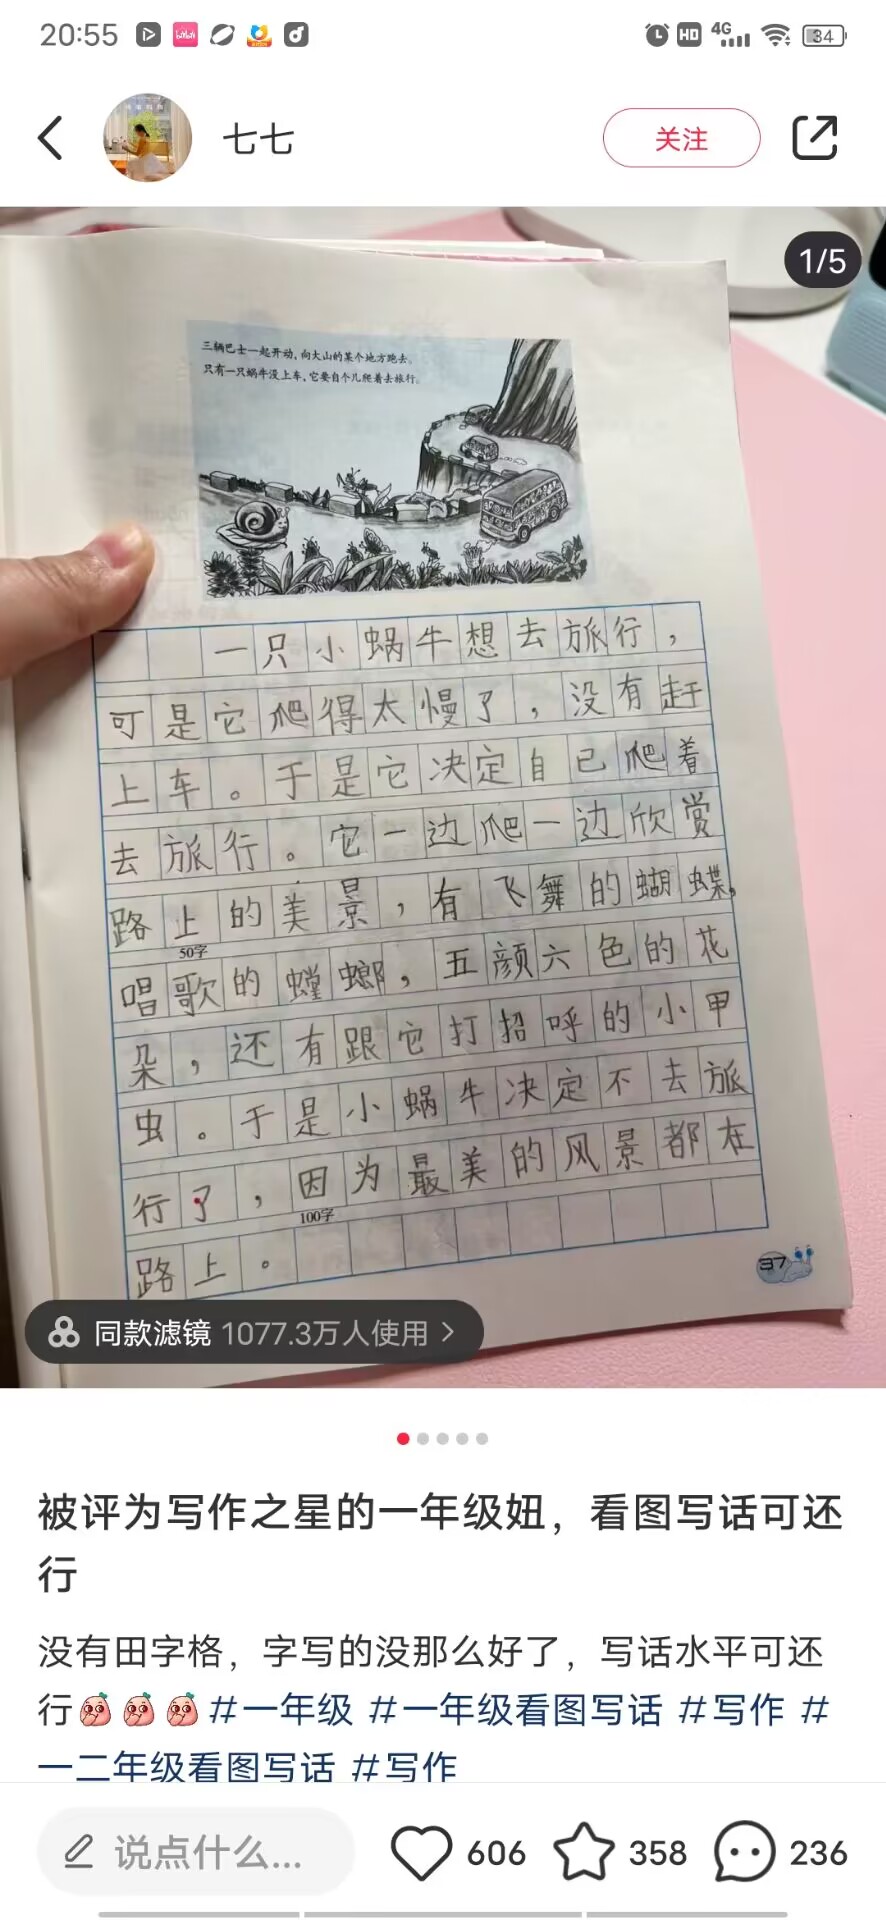 20:55
HD
4G
34
七七
关注
1/5
三辆巴士一起开动，向大山的某个地方跑去。
只有一只蜗牛没上车，它要自个儿爬着去旅行。
一只小蜗牛想去旅行，
可是它爬得太慢了，没有赶
上车。于是它决定自已爬着
去旅行。它一边爬一边欣赏
路上的美景，有飞舞的蝴蝶，
50字
唱歌的螳螂，五颜六色的花
朵，还有跟它打招呼的小甲
虫。于是小蜗牛决定不去旅
行了，因为最美的风景都在
100字
路上。
37
同款滤镜 1077.3万人使用
被评为写作之星的一年级妞，看图写话可还
行
没有田字格，字写的没那么好了，写话水平可还
行 #一年级 #一年级看图写话 #写作 #
一二年级看图写话 #写作
说点什么...
606
358
236